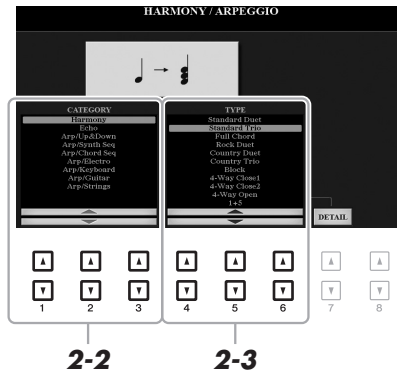 HARMONY / ARPEGGIO
CATEGORY
Harmony
Echo
Arp/Up&Down
Arp/Synth Seq
Arp/Chord Seq
Arp/Electro
Arp/Keyboard
Arp/Guitar
Arp/Strings
TYPE
Standard Duet
Standard Trio
Full Chord
Rock Duet
Country Duet
Country Trio
Block
4-Way Close1
4-Way Close2
4-Way Open
1+5
DETAIL
1 2 3 4 5 6 7 8
2-2 2-3